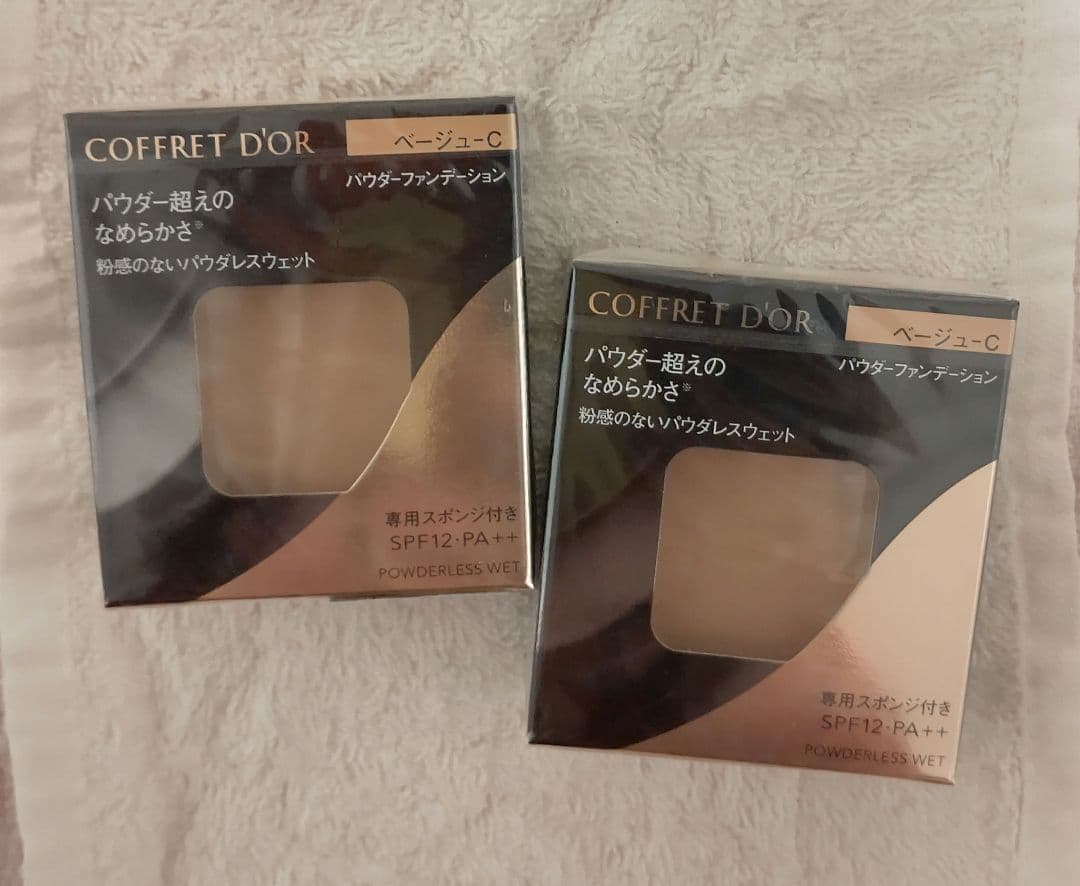 COFFRET D'OR
ベージュ-C
パウダーファンデーション
パウダー超えの
なめらかさ※
粉感のないパウダレスウェット
専用スポンジ付き
SPF12・PA++
POWDERLESS WET
COFFRET D'OR
ベージュ-C
パウダーファンデーション
パウダー超えの
なめらかさ※
粉感のないパウダレスウェット
専用スポンジ付き
SPF12・PA++
POWDERLESS WET